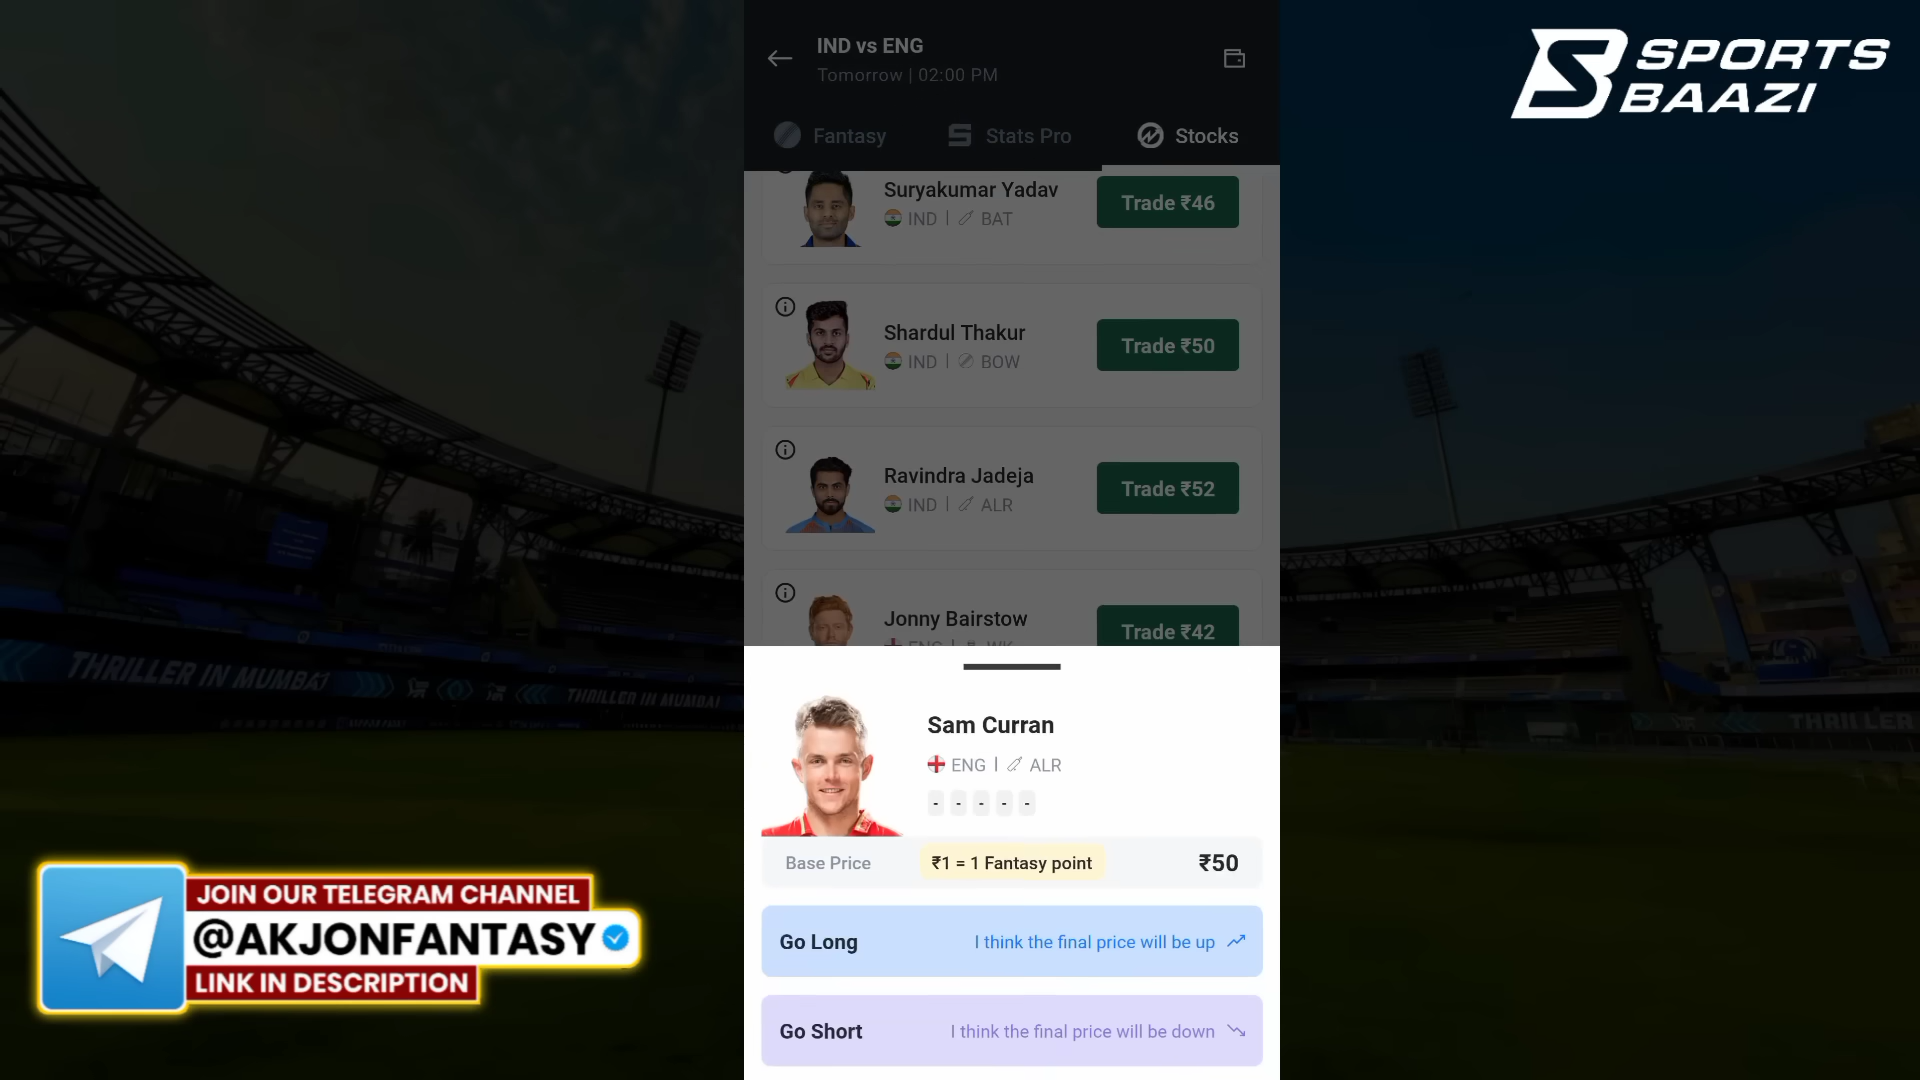 IND vs ENG
Tomorrow | 02:00 PM
Fantasy
Stats Pro
Stocks
SPORTS
BAAZI
Suryakumar Yadav
IND | BAT
Trade ₹46
Shardul Thakur
IND | BOW
Trade ₹50
Ravindra Jadeja
IND | ALR
Trade ₹52
Jonny Bairstow
ENG | WK
Trade ₹42
THRILLER IN MUMBAI
THRILLER IN MUMBAI
THRILLER
Sam Curran
ENG | ALR
- - - - -
Base Price
₹1 = 1 Fantasy point
₹50
Go Long
I think the final price will be up
Go Short
I think the final price will be down
JOIN OUR TELEGRAM CHANNEL
@AKJONFANTASY
LINK IN DESCRIPTION